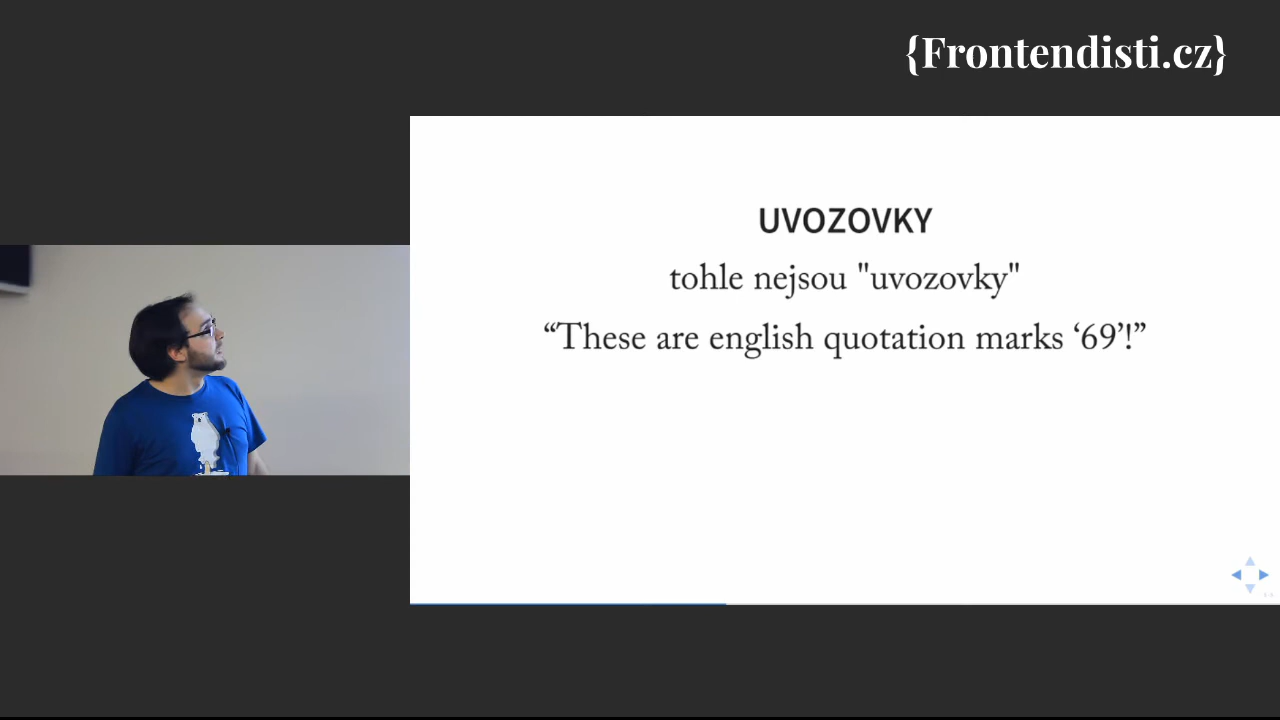 {Frontendisti.cz}
UVOZOVKY
tohle nejsou "uvozovky"
“These are english quotation marks ‘69’!”